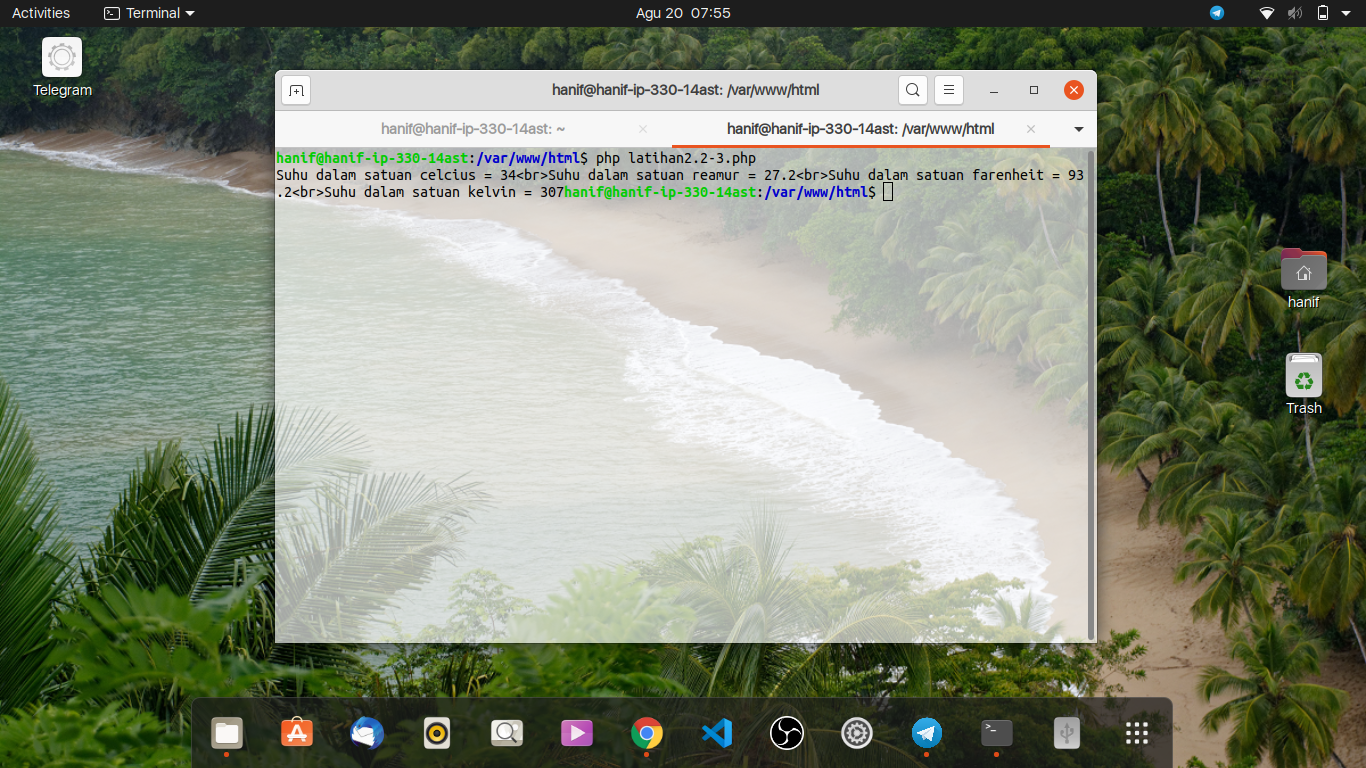 Activities Terminal Agu 20 07:55
Telegram
hanif@hanif-ip-330-14ast: /var/www/html
hanif@hanif-ip-330-14ast: ~ hanif@hanif-ip-330-14ast: /var/www/html
hanif@hanif-ip-330-14ast:/var/www/html$ php latihan2.2-3.php
Suhu dalam satuan celcius = 34<br>Suhu dalam satuan reamur = 27.2<br>Suhu dalam satuan farenheit = 93
.2<br>Suhu dalam satuan kelvin = 307hanif@hanif-ip-330-14ast:/var/www/html$
hanif
Trash